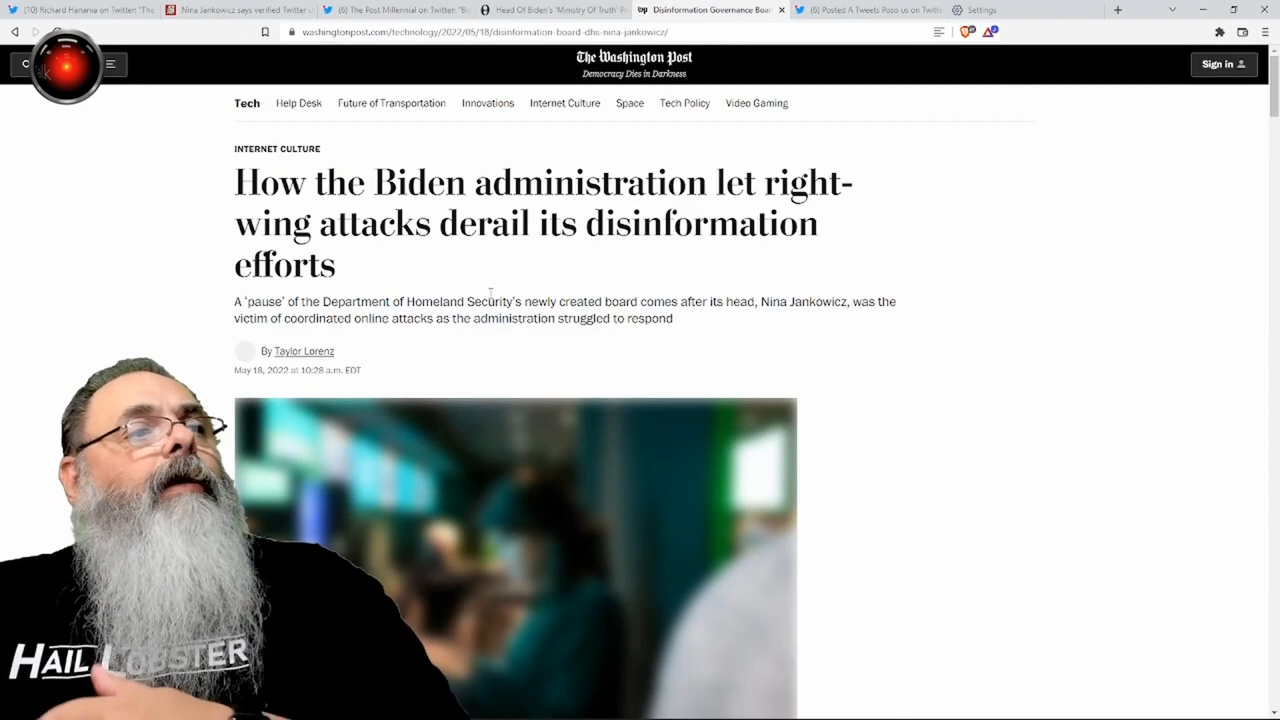 (10) Richard Hanania on Twitter: "The
Nina Jankowicz says verified Twitter u
(6) The Post Millennial on Twitter: "Bi
Head Of Biden's 'Ministry Of Truth' Pr
Disinformation Governance Boar
(6) Posted A Tweets Poso us on Twitt
Settings
washingtonpost.com/technology/2022/05/18/disinformation-board-dhs-nina-jankowicz/
The Washington Post
Democracy Dies in Darkness
Sign in
Tech Help Desk Future of Transportation Innovations Internet Culture Space Tech Policy Video Gaming
INTERNET CULTURE
How the Biden administration let right-
wing attacks derail its disinformation
efforts
A ‘pause’ of the Department of Homeland Security’s newly created board comes after its head, Nina Jankowicz, was the
victim of coordinated online attacks as the administration struggled to respond
By Taylor Lorenz
May 18, 2022 at 10:28 a.m. EDT
HAIL LOBSTER